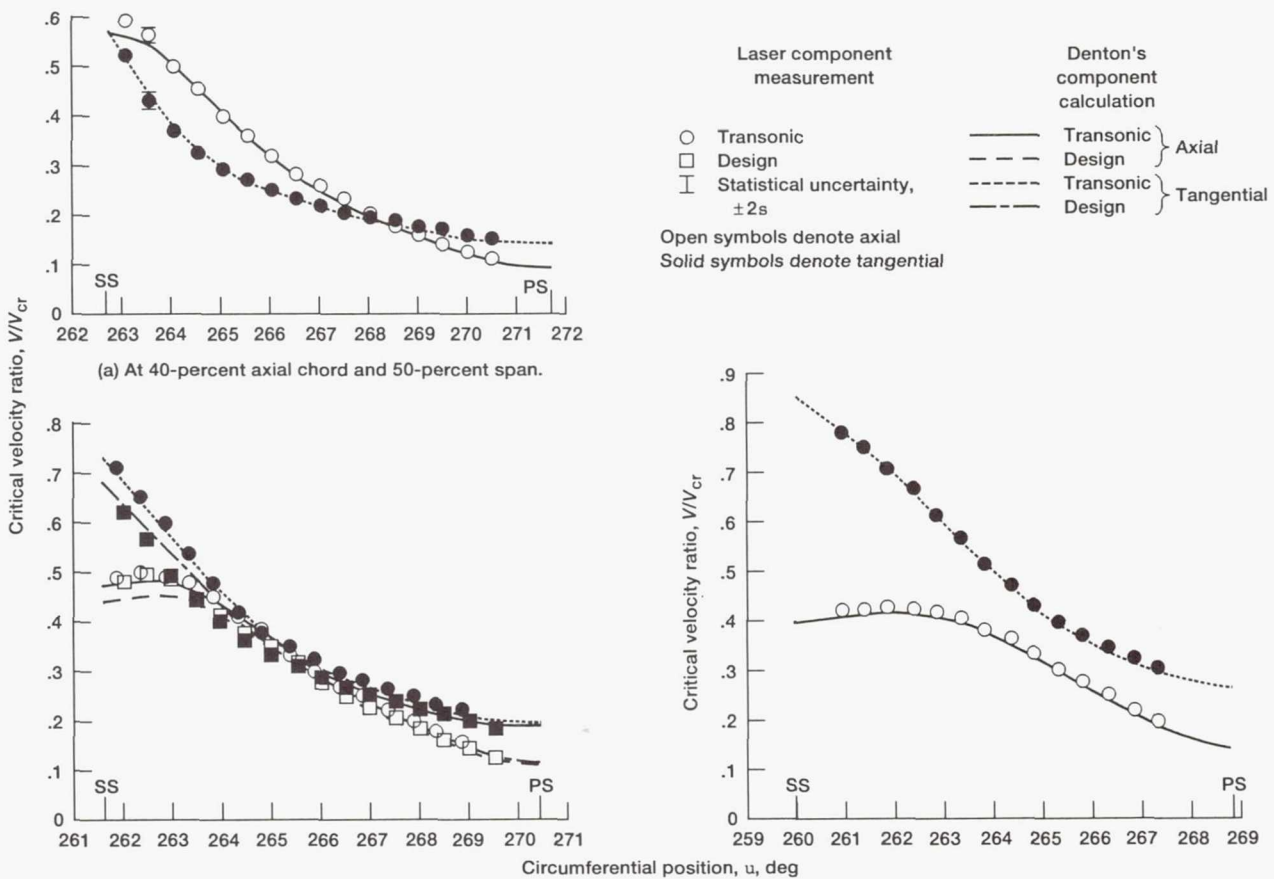 .6
.5
.4
.3
.2
.1
0
SS
PS
262 263 264 265 266 267 268 269 270 271 272
(a) At 40-percent axial chord and 50-percent span.
Laser component
measurement
Transonic
Design
Statistical uncertainty,
±2s
Open symbols denote axial
Solid symbols denote tangential
Denton's
component
calculation
Transonic
Design
Axial
Transonic
Design
Tangential
Critical velocity ratio, V/Vcr
.8
.7
.6
.5
.4
.3
.2
.1
0
SS
PS
261 262 263 264 265 266 267 268 269 270 271
Critical velocity ratio, V/Vcr
.9
.8
.7
.6
.5
.4
.3
.2
.1
0
SS
PS
259 260 261 262 263 264 265 266 267 268 269
Circumferential position, u, deg